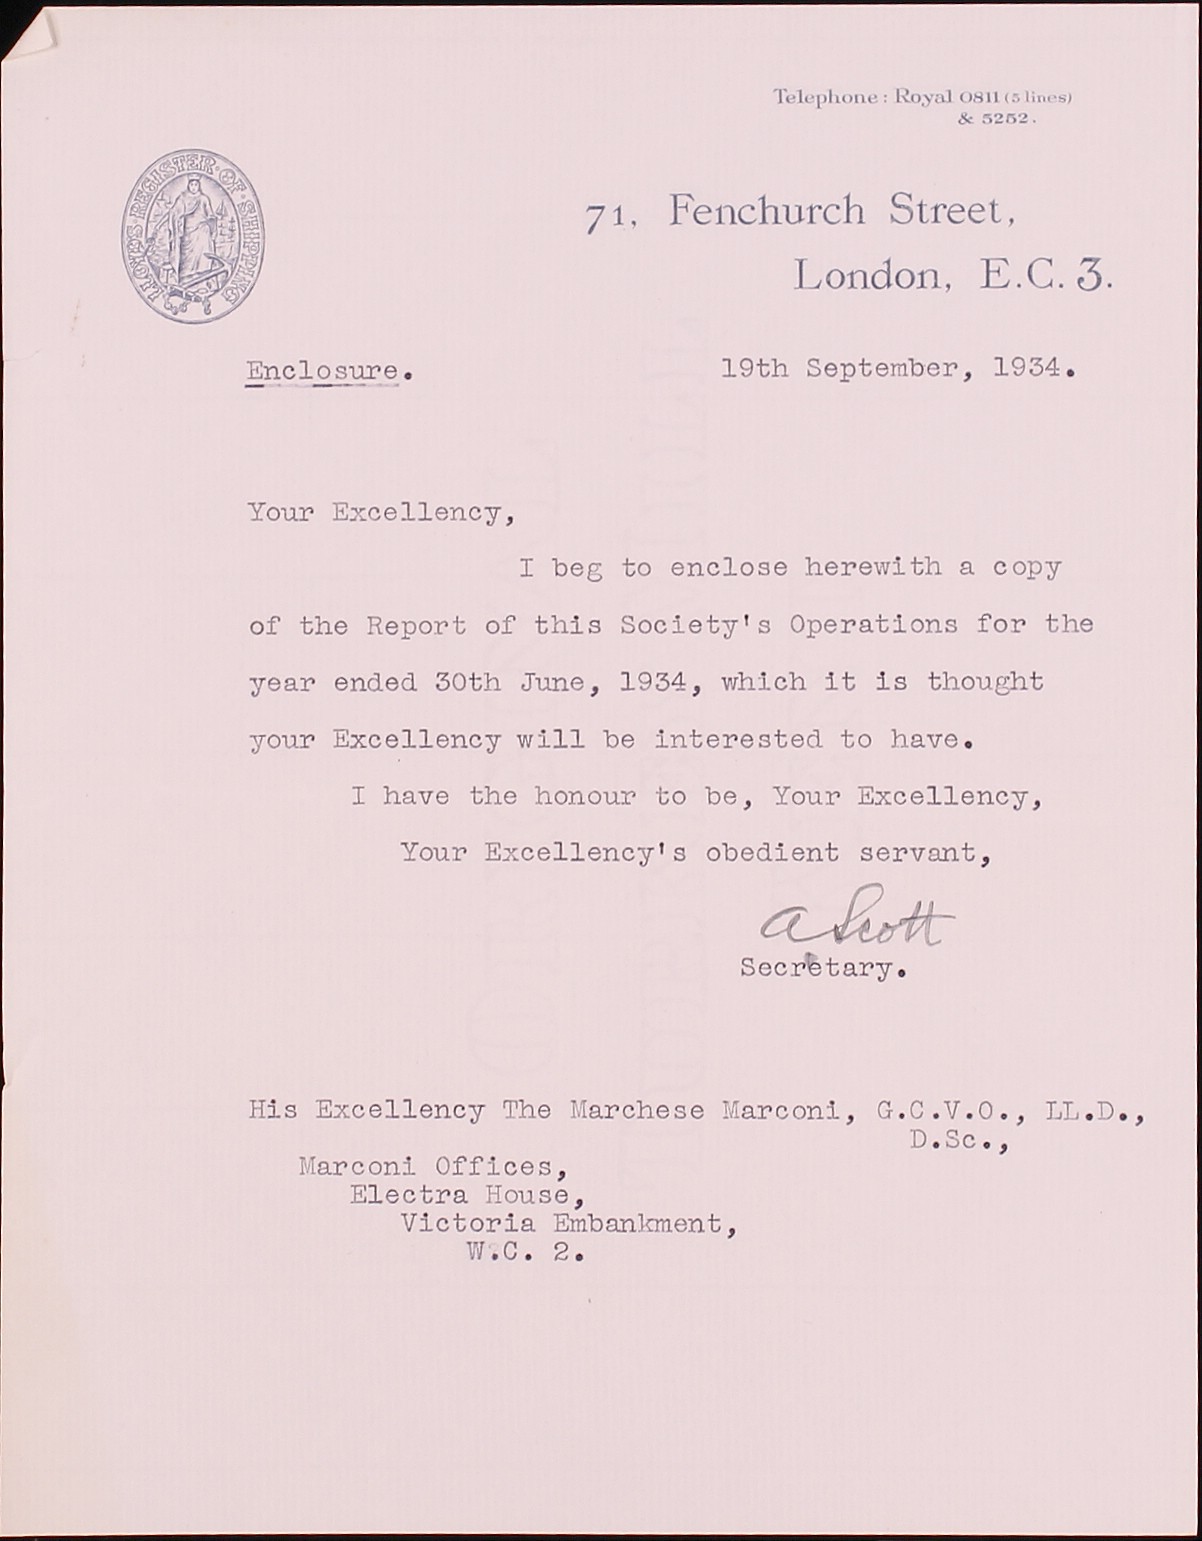 Telephone: Royal 0811 (5 lines)
& 5252.
LLOYDS·REGISTER·OF·SHIPPING
71, Fenchurch Street,
London, E.C. 3.
Enclosure. 19th September, 1934.
Your Excellency,
I beg to enclose herewith a copy
of the Report of this Society's Operations for the
year ended 30th June, 1934, which it is thought
your Excellency will be interested to have.
I have the honour to be, Your Excellency,
Your Excellency's obedient servant,
A Scott
Secretary.
His Excellency The Marchese Marconi, G.C.V.O., LL.D.,
D.Sc.,
Marconi Offices,
Electra House,
Victoria Embankment,
W.C. 2.